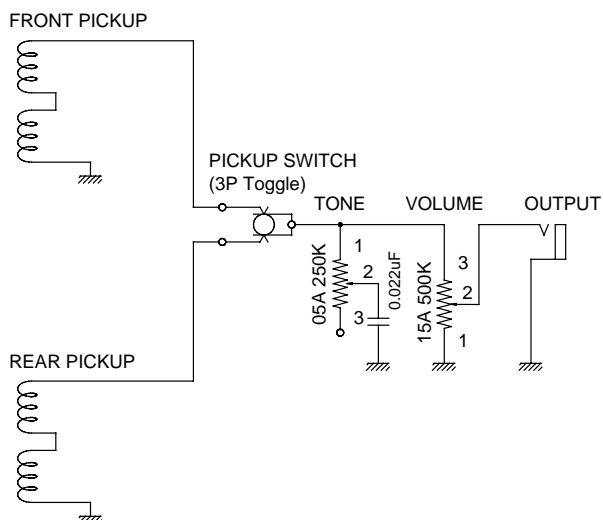 FRONT PICKUP
PICKUP SWITCH
(3P Toggle)
TONE
VOLUME
OUTPUT
1
2
3
05A 250K
0.022uF
3
2
1
15A 500K
REAR PICKUP